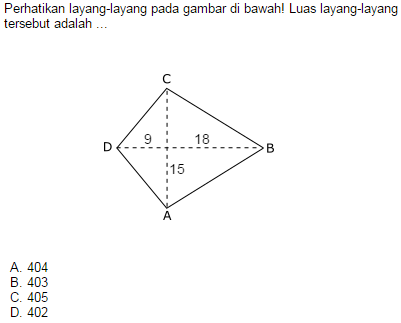 Perhatikan layang-layang pada gambar di bawah! Luas layang-layang
tersebut adalah ...
C
9
18
D
B
15
A
A. 404
B. 403
C. 405
D. 402